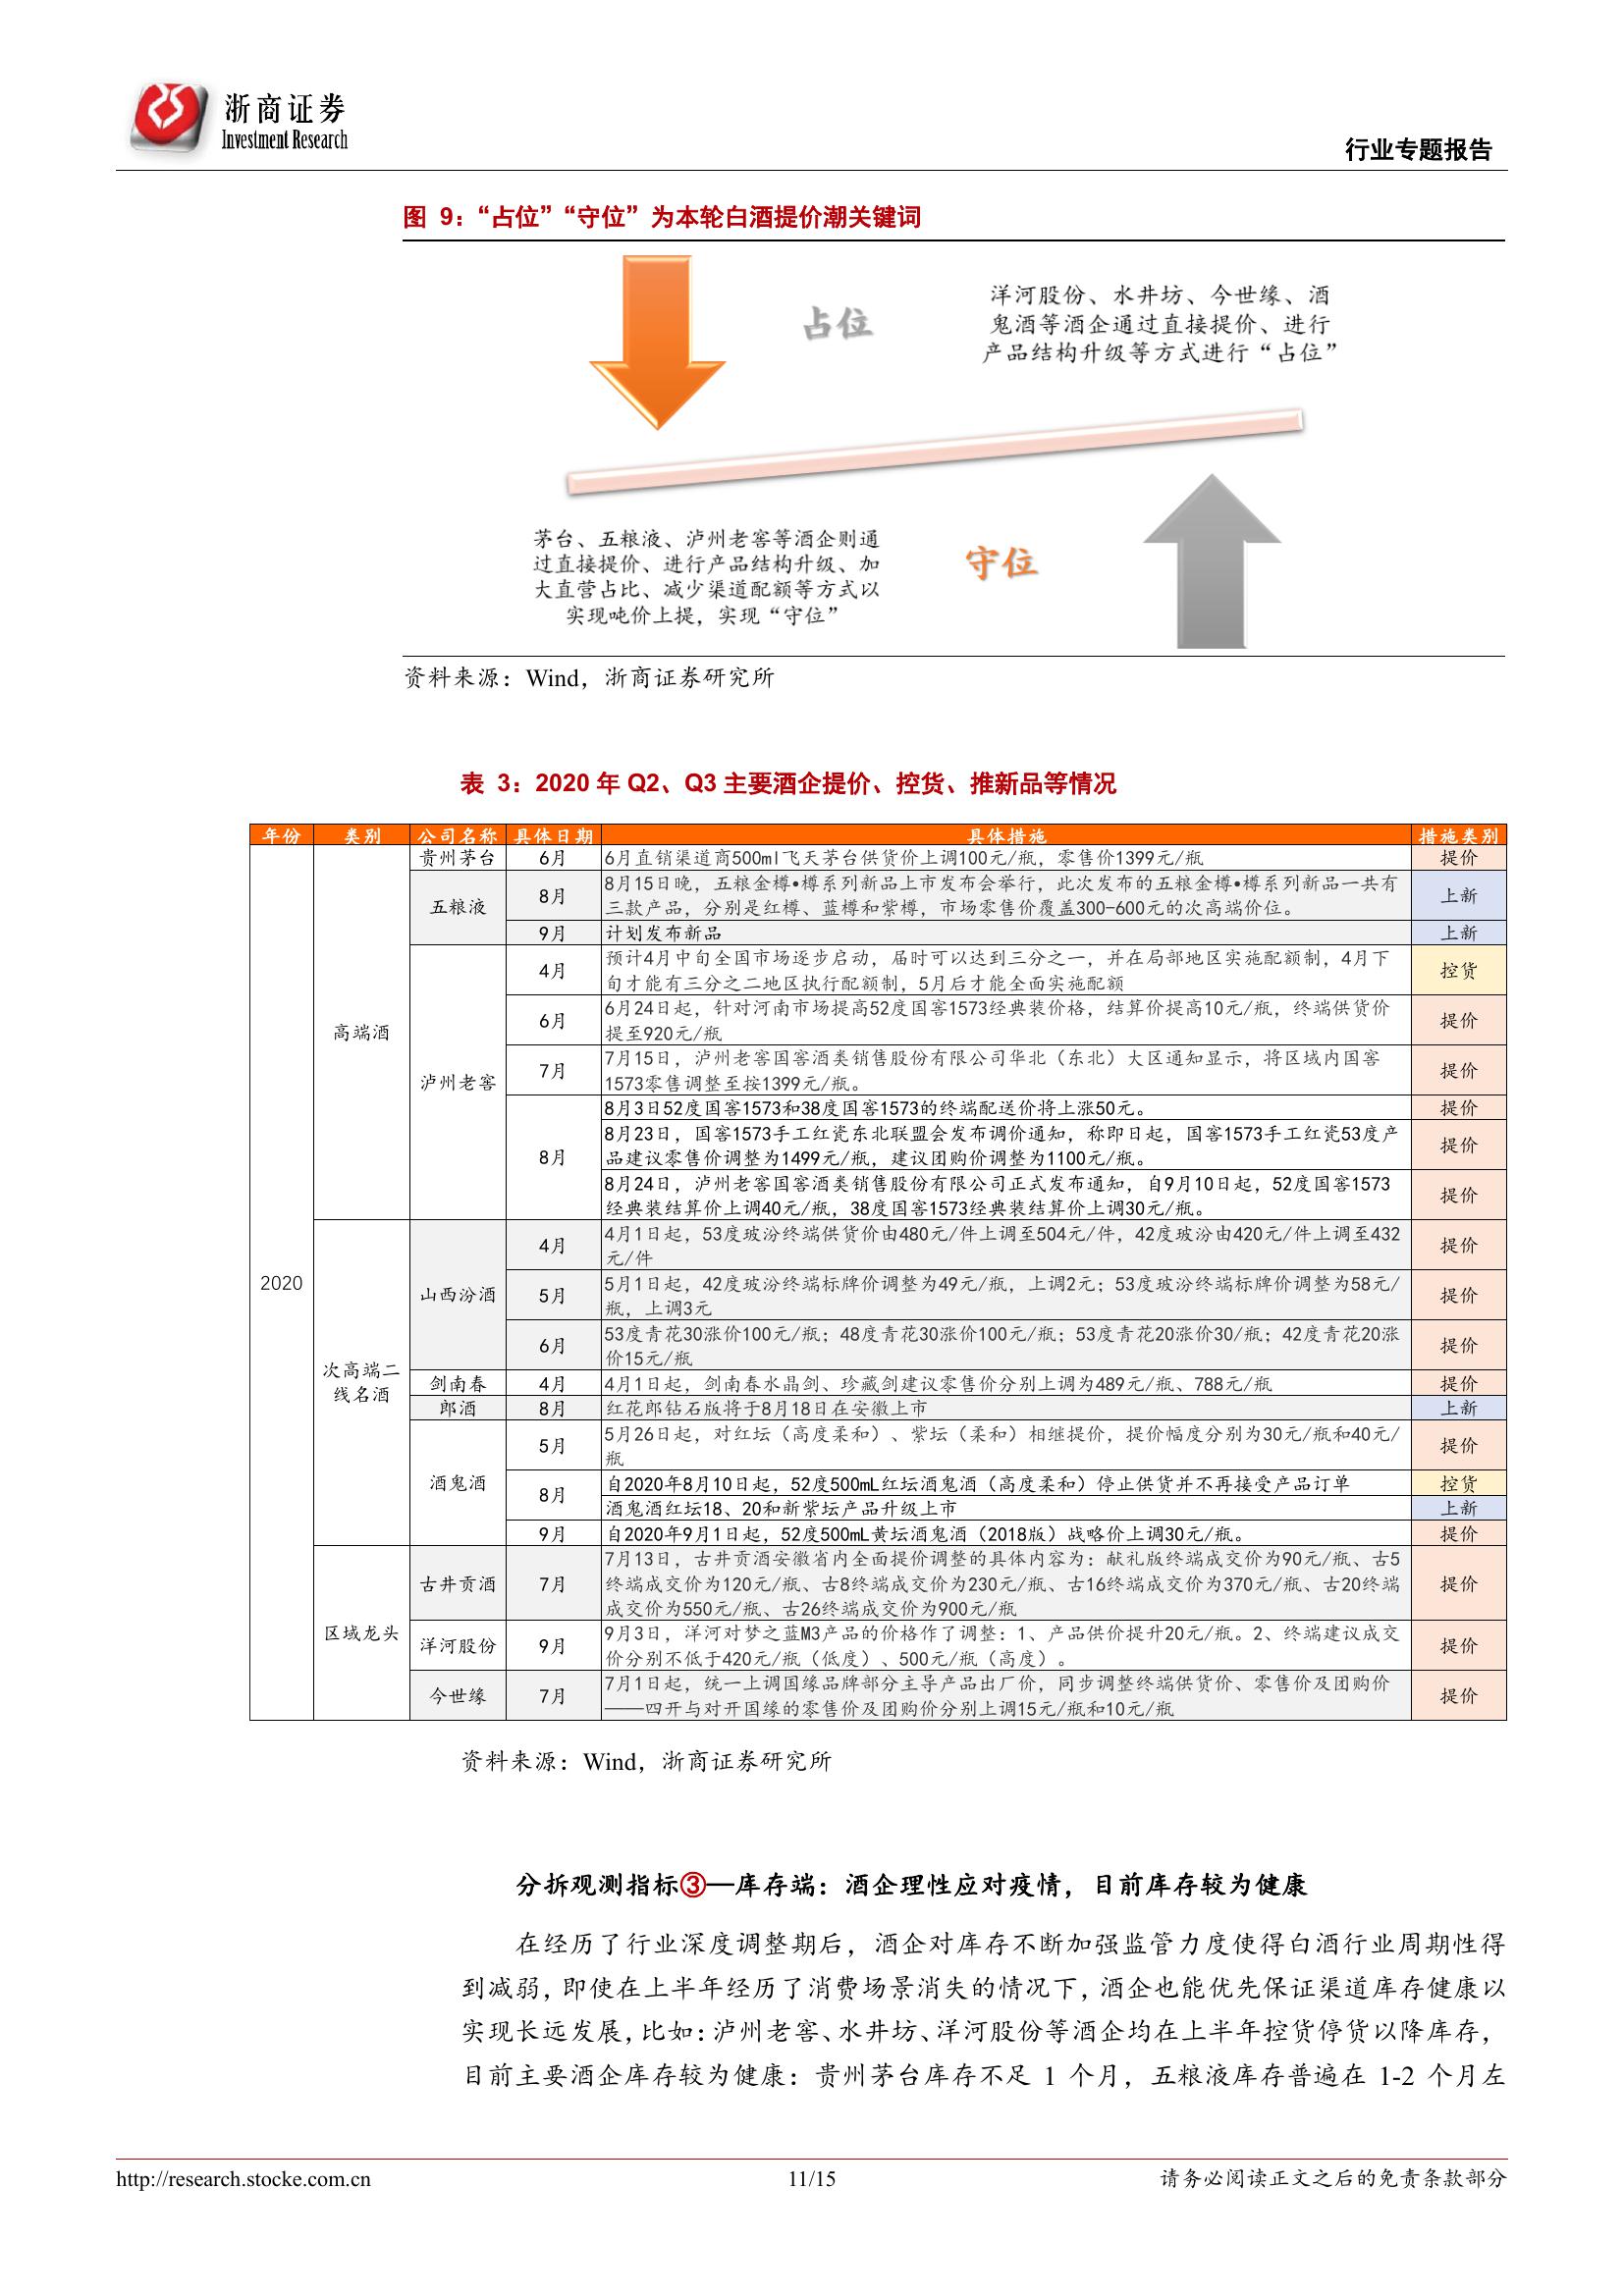 浙商证券
Investment Research
行业专题报告
图 9：“占位”“守位”为本轮白酒提价潮关键词
占位
洋河股份、水井坊、今世缘、酒
鬼酒等酒企通过直接提价、进行
产品结构升级等方式进行“占位”
茅台、五粮液、泸州老窖等酒企则通
过直接提价、进行产品结构升级、加
大直营占比、减少渠道配额等方式以
实现吨价上提，实现“守位”
守位
资料来源：Wind，浙商证券研究所
表 3：2020 年 Q2、Q3 主要酒企提价、控货、推新品等情况
年份 类别 公司名称 具体日期 具体措施 措施类别
2020
高端酒
贵州茅台 6月 6月直销渠道商500ml飞天茅台供货价上调100元/瓶，零售价1399元/瓶 提价
五粮液
8月 8月15日晚，五粮金樽•樽系列新品上市发布会举行，此次发布的五粮金樽•樽系列新品一共有
三款产品，分别是红樽、蓝樽和紫樽，市场零售价覆盖300-600元的次高端价位。 上新
9月 计划发布新品 上新
泸州老窖
4月 预计4月中旬全国市场逐步启动，届时可以达到三分之一，并在局部地区实施配额制，4月下
旬才能有三分之二地区执行配额制，5月后才能全面实施配额 控货
6月 6月24日起，针对河南市场提高52度国窖1573经典装价格，结算价提高10元/瓶，终端供货价
提至920元/瓶 提价
7月 7月15日，泸州老窖国窖酒类销售股份有限公司华北（东北）大区通知显示，将区域内国窖
1573零售调整至按1399元/瓶。 提价
8月 8月3日52度国窖1573和38度国窖1573的终端配送价将上涨50元。 提价
8月23日，国窖1573手工红瓷东北联盟会发布调价通知，称即日起，国窖1573手工红瓷53度产
品建议零售价调整为1499元/瓶，建议团购价调整为1100元/瓶。 提价
8月24日，泸州老窖国窖酒类销售股份有限公司正式发布通知，自9月10日起，52度国窖1573
经典装结算价上调40元/瓶，38度国窖1573经典装结算价上调30元/瓶。 提价
次高端二
线名酒
山西汾酒
4月 4月1日起，53度玻汾终端供货价由480元/件上调至504元/件，42度玻汾由420元/件上调至432
元/件 提价
5月 5月1日起，42度玻汾终端标牌价调整为49元/瓶，上调2元；53度玻汾终端标牌价调整为58元/
瓶，上调3元 提价
6月 53度青花30涨价100元/瓶；48度青花30涨价100元/瓶；53度青花20涨价30/瓶；42度青花20涨
价15元/瓶 提价
剑南春 4月 4月1日起，剑南春水晶剑、珍藏剑建议零售价分别上调为489元/瓶、788元/瓶 提价
郎酒 8月 红花郎钻石版将于8月18日在安徽上市 上新
酒鬼酒
5月 5月26日起，对红坛（高度柔和）、紫坛（柔和）相继提价，提价幅度分别为30元/瓶和40元/
瓶 提价
8月 自2020年8月10日起，52度500mL红坛酒鬼酒（高度柔和）停止供货并不再接受产品订单 控货
酒鬼酒红坛18、20和新紫坛产品升级上市 上新
9月 自2020年9月1日起，52度500mL黄坛酒鬼酒（2018版）战略价上调30元/瓶。 提价
区域龙头
古井贡酒 7月 7月13日，古井贡酒安徽省内全面提价调整的具体内容为：献礼版终端成交价为90元/瓶、古5
终端成交价为120元/瓶、古8终端成交价为230元/瓶、古16终端成交价为370元/瓶、古20终端
成交价为550元/瓶、古26终端成交价为900元/瓶 提价
洋河股份 9月 9月3日，洋河对梦之蓝M3产品的价格作了调整：1、产品供价提升20元/瓶。2、终端建议成交
价分别不低于420元/瓶（低度）、500元/瓶（高度）。 提价
今世缘 7月 7月1日起，统一上调国缘品牌部分主导产品出厂价，同步调整终端供货价、零售价及团购价
——四开与对开国缘的零售价及团购价分别上调15元/瓶和10元/瓶 提价
资料来源：Wind，浙商证券研究所
分拆观测指标③—库存端：酒企理性应对疫情，目前库存较为健康
在经历了行业深度调整期后，酒企对库存不断加强监管力度使得白酒行业周期性得
到减弱，即使在上半年经历了消费场景消失的情况下，酒企也能优先保证渠道库存健康以
实现长远发展，比如：泸州老窖、水井坊、洋河股份等酒企均在上半年控货停货以降库存，
目前主要酒企库存较为健康：贵州茅台库存不足 1 个月，五粮液库存普遍在 1-2 个月左
http://research.stocke.com.cn
11/15
请务必阅读正文之后的免责条款部分